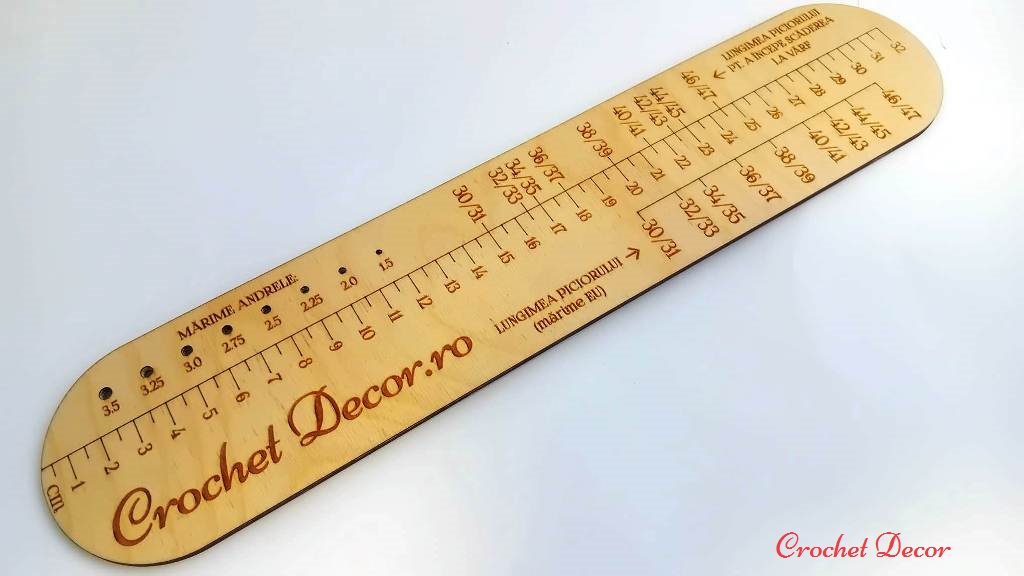 LUNGIMEA PICIORULUI
PT. A ÎNCEPE SCĂDEREA
LA VÂRF
←
30/31 32/33 34/35 36/37 38/39 40/41 42/43 44/45 46/47
MĂRIME ANDRELE:
3.5 3.25 3.0 2.75 2.5 2.25 2.0 1.5
cm 1 2 3 4 5 6 7 8 9 10 11 12 13 14 15 16 17 18 19 20 21 22 23 24 25 26 27 28 29 30 31 32
30/31 32/33 34/35 36/37 38/39 40/41 42/43 44/45 46/47
LUNGIMEA PICIORULUI →
(mărime EU)
Crochet Decor.ro
Crochet Decor